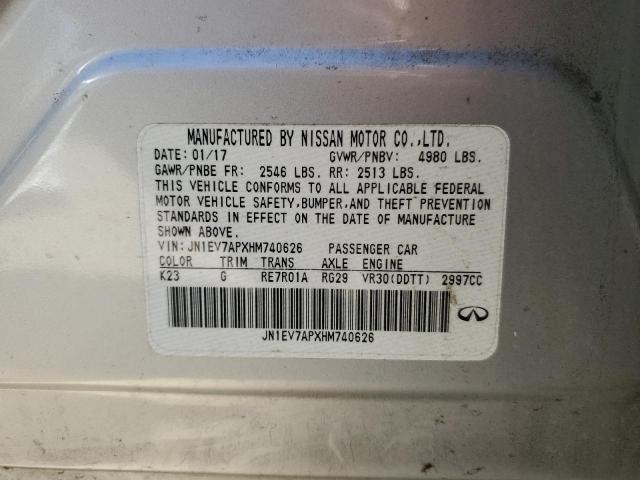 MANUFACTURED BY NISSAN MOTOR CO.,LTD.
DATE: 01/17 GVWR/PNBV: 4980 LBS.
GAWR/PNBE FR: 2546 LBS. RR: 2513 LBS.
THIS VEHICLE CONFORMS TO ALL APPLICABLE FEDERAL
MOTOR VEHICLE SAFETY,BUMPER,AND THEFT PREVENTION
STANDARDS IN EFFECT ON THE DATE OF MANUFACTURE
SHOWN ABOVE.
VIN: JN1EV7APXHM740626 PASSENGER CAR
COLOR TRIM TRANS AXLE ENGINE
K23 G RE7R01A RG29 VR30(DDTT) 2997CC
JN1EV7APXHM740626